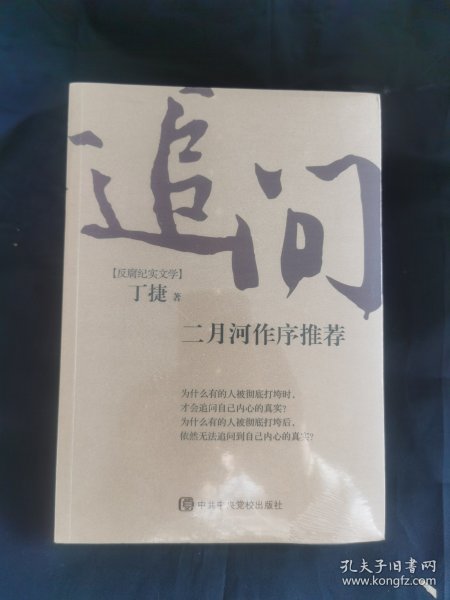 追问
【反腐纪实文学】
丁捷 著
二月河作序推荐
为什么有的人被彻底打垮时，
才会追问自己内心的真实？
为什么有的人被彻底打垮后，
依然无法追问到自己内心的真实？
中共中央党校出版社
孔夫子旧书网
www.kongfz.com